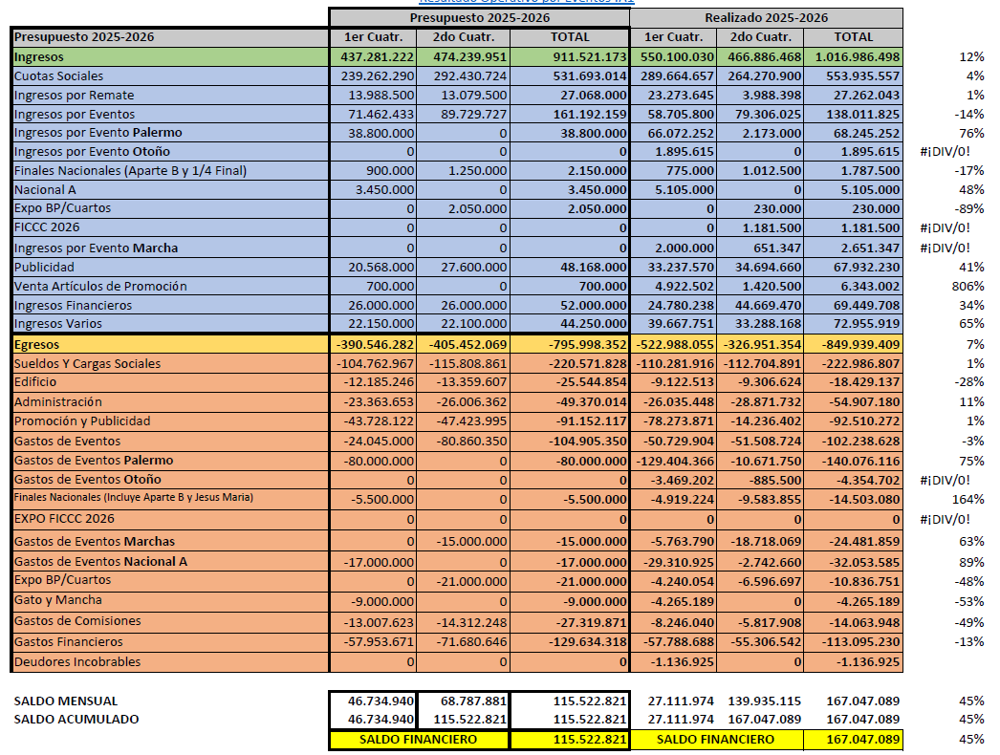 Resultado Operativo por Eventos IA1
Presupuesto 2025-2026 Realizado 2025-2026
Presupuesto 2025-2026 1er Cuatr. 2do Cuatr. TOTAL 1er Cuatr. 2do Cuatr. TOTAL
Ingresos 437.281.222 474.239.951 911.521.173 550.100.030 466.886.468 1.016.986.498 12%
Cuotas Sociales 239.262.290 292.430.724 531.693.014 289.664.657 264.270.900 553.935.557 4%
Ingresos por Remate 13.988.500 13.079.500 27.068.000 23.273.645 3.988.398 27.262.043 1%
Ingresos por Eventos 71.462.433 89.729.727 161.192.159 58.705.800 79.306.025 138.011.825 -14%
Ingresos por Evento Palermo 38.800.000 0 38.800.000 66.072.252 2.173.000 68.245.252 76%
Ingresos por Evento Otoño 0 0 0 1.895.615 0 1.895.615 #¡DIV/0!
Finales Nacionales (Aparte B y 1/4 Final) 900.000 1.250.000 2.150.000 775.000 1.012.500 1.787.500 -17%
Nacional A 3.450.000 0 3.450.000 5.105.000 0 5.105.000 48%
Expo BP/Cuartos 0 2.050.000 2.050.000 0 230.000 230.000 -89%
FICCC 2026 0 0 0 0 1.181.500 1.181.500 #¡DIV/0!
Ingresos por Evento Marcha 0 0 0 2.000.000 651.347 2.651.347 #¡DIV/0!
Publicidad 20.568.000 27.600.000 48.168.000 33.237.570 34.694.660 67.932.230 41%
Venta Artículos de Promoción 700.000 0 700.000 4.922.502 1.420.500 6.343.002 806%
Ingresos Financieros 26.000.000 26.000.000 52.000.000 24.780.238 44.669.470 69.449.708 34%
Ingresos Varios 22.150.000 22.100.000 44.250.000 39.667.751 33.288.168 72.955.919 65%
Egresos -390.546.282 -405.452.069 -795.998.352 -522.988.055 -326.951.354 -849.939.409 7%
Sueldos Y Cargas Sociales -104.762.967 -115.808.861 -220.571.828 -110.281.916 -112.704.891 -222.986.807 1%
Edificio -12.185.246 -13.359.607 -25.544.854 -9.122.513 -9.306.624 -18.429.137 -28%
Administración -23.363.653 -26.006.362 -49.370.014 -26.035.448 -28.871.732 -54.907.180 11%
Promoción y Publicidad -43.728.122 -47.423.995 -91.152.117 -78.273.871 -14.236.402 -92.510.272 1%
Gastos de Eventos -24.045.000 -80.860.350 -104.905.350 -50.729.904 -51.508.724 -102.238.628 -3%
Gastos de Eventos Palermo -80.000.000 0 -80.000.000 -129.404.366 -10.671.750 -140.076.116 75%
Gastos de Eventos Otoño 0 0 0 -3.469.202 -885.500 -4.354.702 #¡DIV/0!
Finales Nacionales (Incluye Aparte B y Jesus Maria) -5.500.000 0 -5.500.000 -4.919.224 -9.583.855 -14.503.080 164%
EXPO FICCC 2026 0 0 0 0 0 0 #¡DIV/0!
Gastos de Eventos Marchas 0 -15.000.000 -15.000.000 -5.763.790 -18.718.069 -24.481.859 63%
Gastos de Eventos Nacional A -17.000.000 0 -17.000.000 -29.310.925 -2.742.660 -32.053.585 89%
Expo BP/Cuartos 0 -21.000.000 -21.000.000 -4.240.054 -6.596.697 -10.836.751 -48%
Gato y Mancha -9.000.000 0 -9.000.000 -4.265.189 0 -4.265.189 -53%
Gastos de Comisiones -13.007.623 -14.312.248 -27.319.871 -8.246.040 -5.817.908 -14.063.948 -49%
Gastos Financieros -57.953.671 -71.680.646 -129.634.318 -57.788.688 -55.306.542 -113.095.230 -13%
Deudores Incobrables 0 0 0 -1.136.925 0 -1.136.925
SALDO MENSUAL 46.734.940 68.787.881 115.522.821 27.111.974 139.935.115 167.047.089 45%
SALDO ACUMULADO 46.734.940 115.522.821 115.522.821 27.111.974 167.047.089 167.047.089 45%
SALDO FINANCIERO 115.522.821 SALDO FINANCIERO 167.047.089 45%